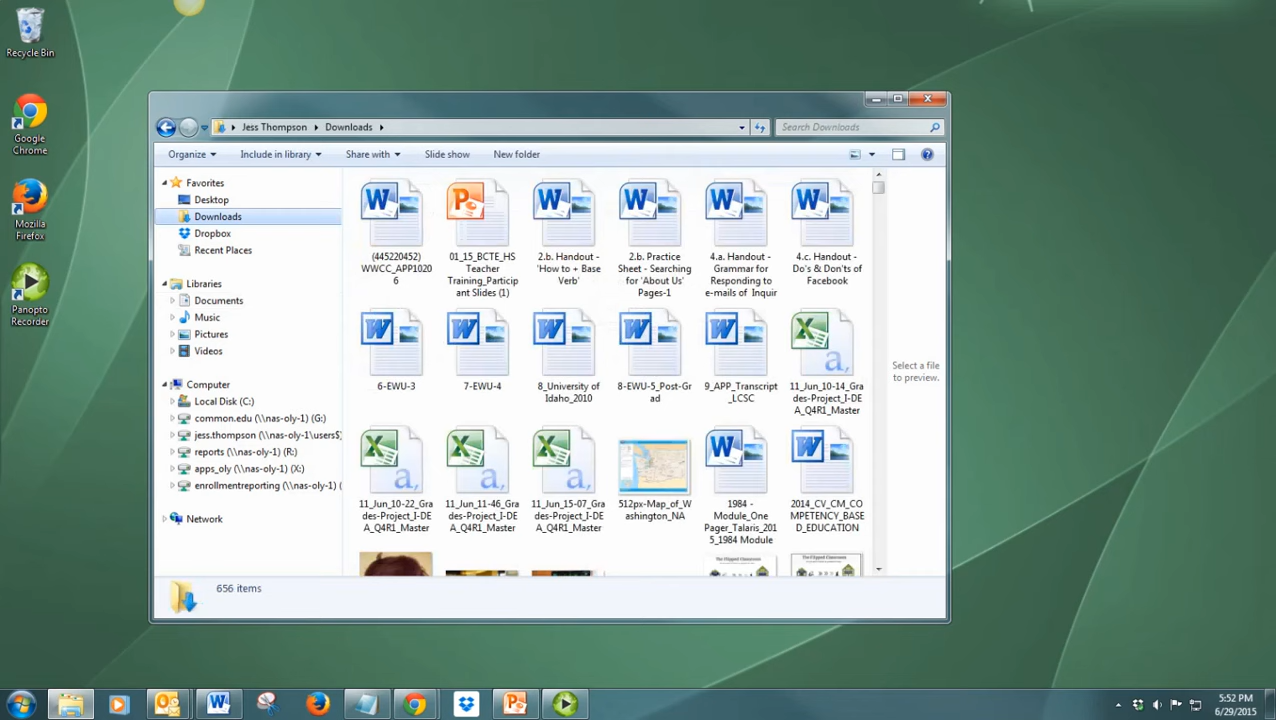 Recycle Bin
Google
Chrome
Mozilla
Firefox
Panopto
Recorder
Jess Thompson
Downloads
Search Downloads
Organize
Include in library
Share with
Slide show
New folder
Favorites
Desktop
Downloads
Dropbox
Recent Places
Libraries
Documents
Music
Pictures
Videos
Computer
Local Disk (C:)
common.edu (\\nas-oly-1) (G:)
jess.thompson (\\nas-oly-1\users$)
reports (\\nas-oly-1) (R:)
apps_oly (\\nas-oly-1) (X:)
enrollmentreporting (\\nas-oly-1) (
Network
(445220452)
WWCC_APP1020
6
01_15_BCTE_HS
Teacher
Training_Particip
ant Slides (1)
2.b. Handout -
'How to + Base
Verb'
2.b. Practice
Sheet - Searching
for 'About Us'
Pages-1
4.a. Handout -
Grammar for
Responding to
e-mails of Inquir
4.c. Handout -
Do's & Don'ts of
Facebook
6-EWU-3
7-EWU-4
8_University of
Idaho_2010
8-EWU-5_Post-Gr
ad
9_APP_Transcript
_LCSC
11_Jun_10-14_Gra
des-Project_I-DE
A_Q4R1_Master
11_Jun_10-22_Gra
des-Project_I-DE
A_Q4R1_Master
11_Jun_11-46_Gra
des-Project_I-DE
A_Q4R1_Master
11_Jun_15-07_Gra
des-Project_I-DE
A_Q4R1_Master
512px-Map_of_W
ashington_NA
1984 -
Module_One
Pager_Talaris_201
5_1984 Module
2014_CV_CM_CO
MPETENCY_BASE
D_EDUCATION
The Flipped Classroom
The Flipped Classroom
Select a file
to preview.
656 items
5:52 PM
6/29/2015